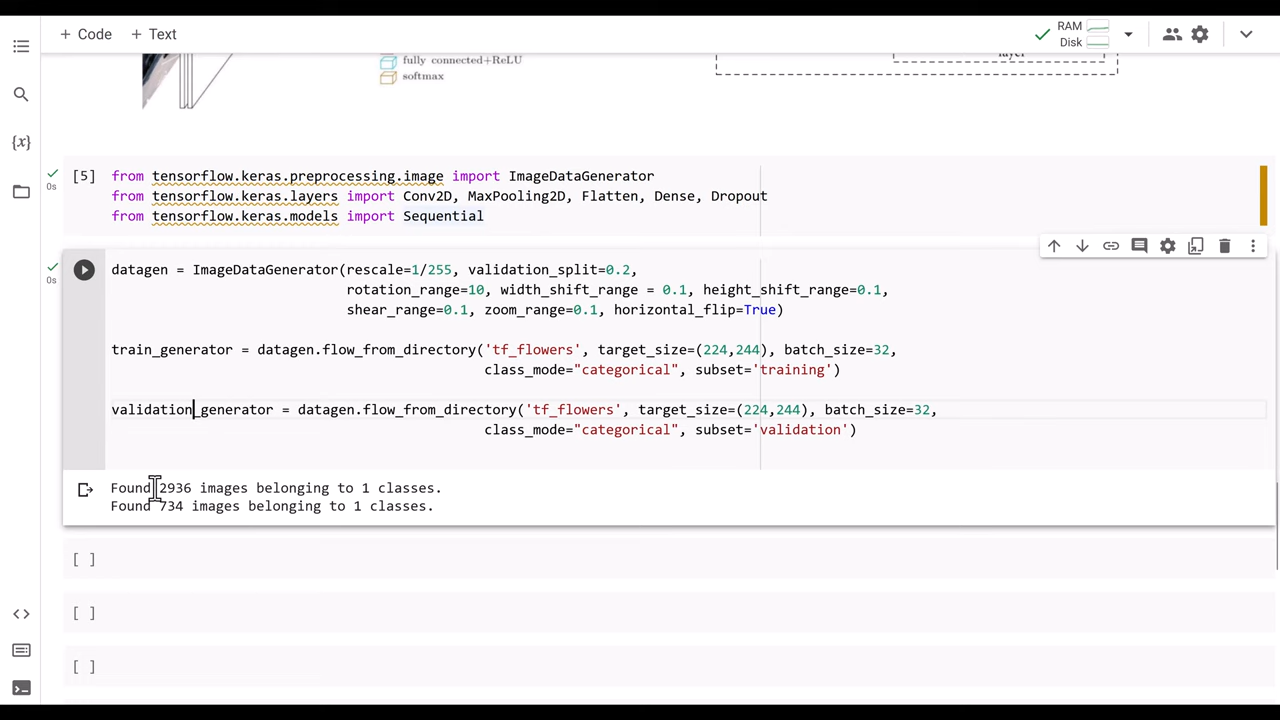 + Code + Text
RAM
Disk
fully connected+ReLU
softmax
[5] from tensorflow.keras.preprocessing.image import ImageDataGenerator
from tensorflow.keras.layers import Conv2D, MaxPooling2D, Flatten, Dense, Dropout
from tensorflow.keras.models import Sequential
0s
datagen = ImageDataGenerator(rescale=1/255, validation_split=0.2,
0s
rotation_range=10, width_shift_range = 0.1, height_shift_range=0.1,
shear_range=0.1, zoom_range=0.1, horizontal_flip=True)
train_generator = datagen.flow_from_directory('tf_flowers', target_size=(224,244), batch_size=32,
class_mode="categorical", subset='training')
validation_generator = datagen.flow_from_directory('tf_flowers', target_size=(224,244), batch_size=32,
class_mode="categorical", subset='validation')
Found 2936 images belonging to 1 classes.
Found 734 images belonging to 1 classes.
[ ]
[ ]
[ ]